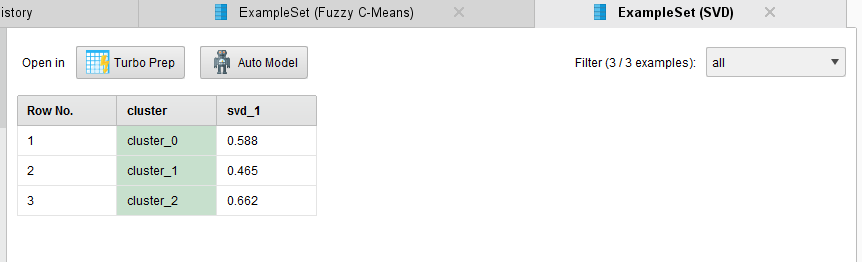 istory ExampleSet (Fuzzy C-Means) ExampleSet (SVD)
Open in Turbo Prep Auto Model Filter (3 / 3 examples): all
Row No. cluster svd_1
1 cluster_0 0.588
2 cluster_1 0.465
3 cluster_2 0.662